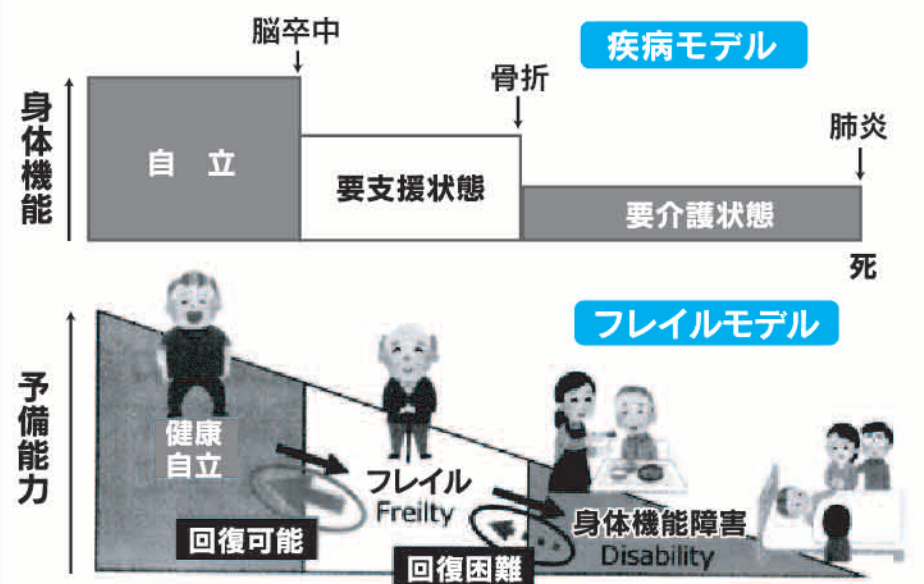 疾病モデル
脳卒中
骨折
肺炎
身体機能
自 立
要支援状態
要介護状態
死
フレイルモデル
予備能力
健康
自立
フレイル
Freilty
身体機能障害
Disability
回復可能
回復困難